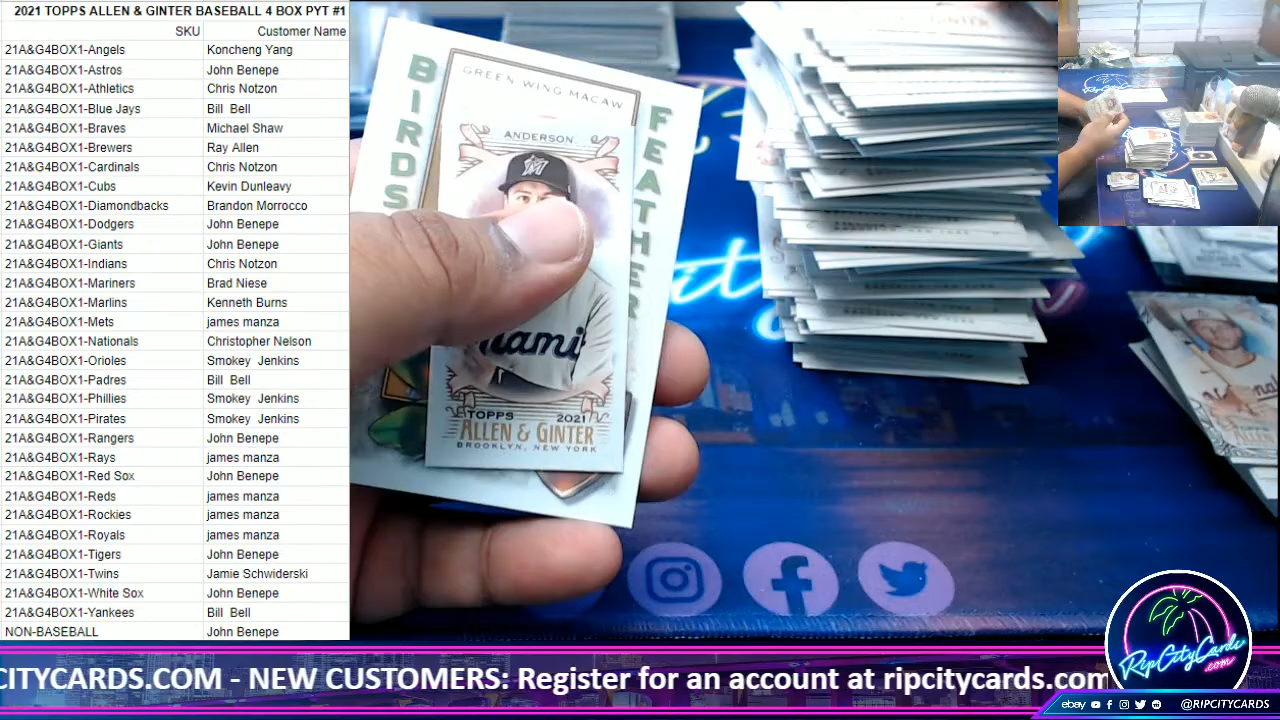 2021 TOPPS ALLEN & GINTER BASEBALL 4 BOX PYT #1
SKU Customer Name
21A&G4BOX1-Angels Koncheng Yang
21A&G4BOX1-Astros John Benepe
21A&G4BOX1-Athletics Chris Notzon
21A&G4BOX1-Blue Jays Bill Bell
21A&G4BOX1-Braves Michael Shaw
21A&G4BOX1-Brewers Ray Allen
21A&G4BOX1-Cardinals Chris Notzon
21A&G4BOX1-Cubs Kevin Dunleavy
21A&G4BOX1-Diamondbacks Brandon Morrocco
21A&G4BOX1-Dodgers John Benepe
21A&G4BOX1-Giants John Benepe
21A&G4BOX1-Indians Chris Notzon
21A&G4BOX1-Mariners Brad Niese
21A&G4BOX1-Marlins Kenneth Burns
21A&G4BOX1-Mets james manza
21A&G4BOX1-Nationals Christopher Nelson
21A&G4BOX1-Orioles Smokey Jenkins
21A&G4BOX1-Padres Bill Bell
21A&G4BOX1-Phillies Smokey Jenkins
21A&G4BOX1-Pirates Smokey Jenkins
21A&G4BOX1-Rangers John Benepe
21A&G4BOX1-Rays james manza
21A&G4BOX1-Red Sox John Benepe
21A&G4BOX1-Reds james manza
21A&G4BOX1-Rockies james manza
21A&G4BOX1-Royals james manza
21A&G4BOX1-Tigers John Benepe
21A&G4BOX1-Twins Jamie Schwiderski
21A&G4BOX1-White Sox John Benepe
21A&G4BOX1-Yankees Bill Bell
NON-BASEBALL John Benepe
BIRDS
GREEN WING MACAW
FEATHER
ANDERSON
TOPPS 2021
ALLEN & GINTER
BROOKLYN, NEW YORK
RipCityCards
.com
CITYCARDS.COM - NEW CUSTOMERS: Register for an account at ripcitycards.com
ebay @RIPCITYCARDS